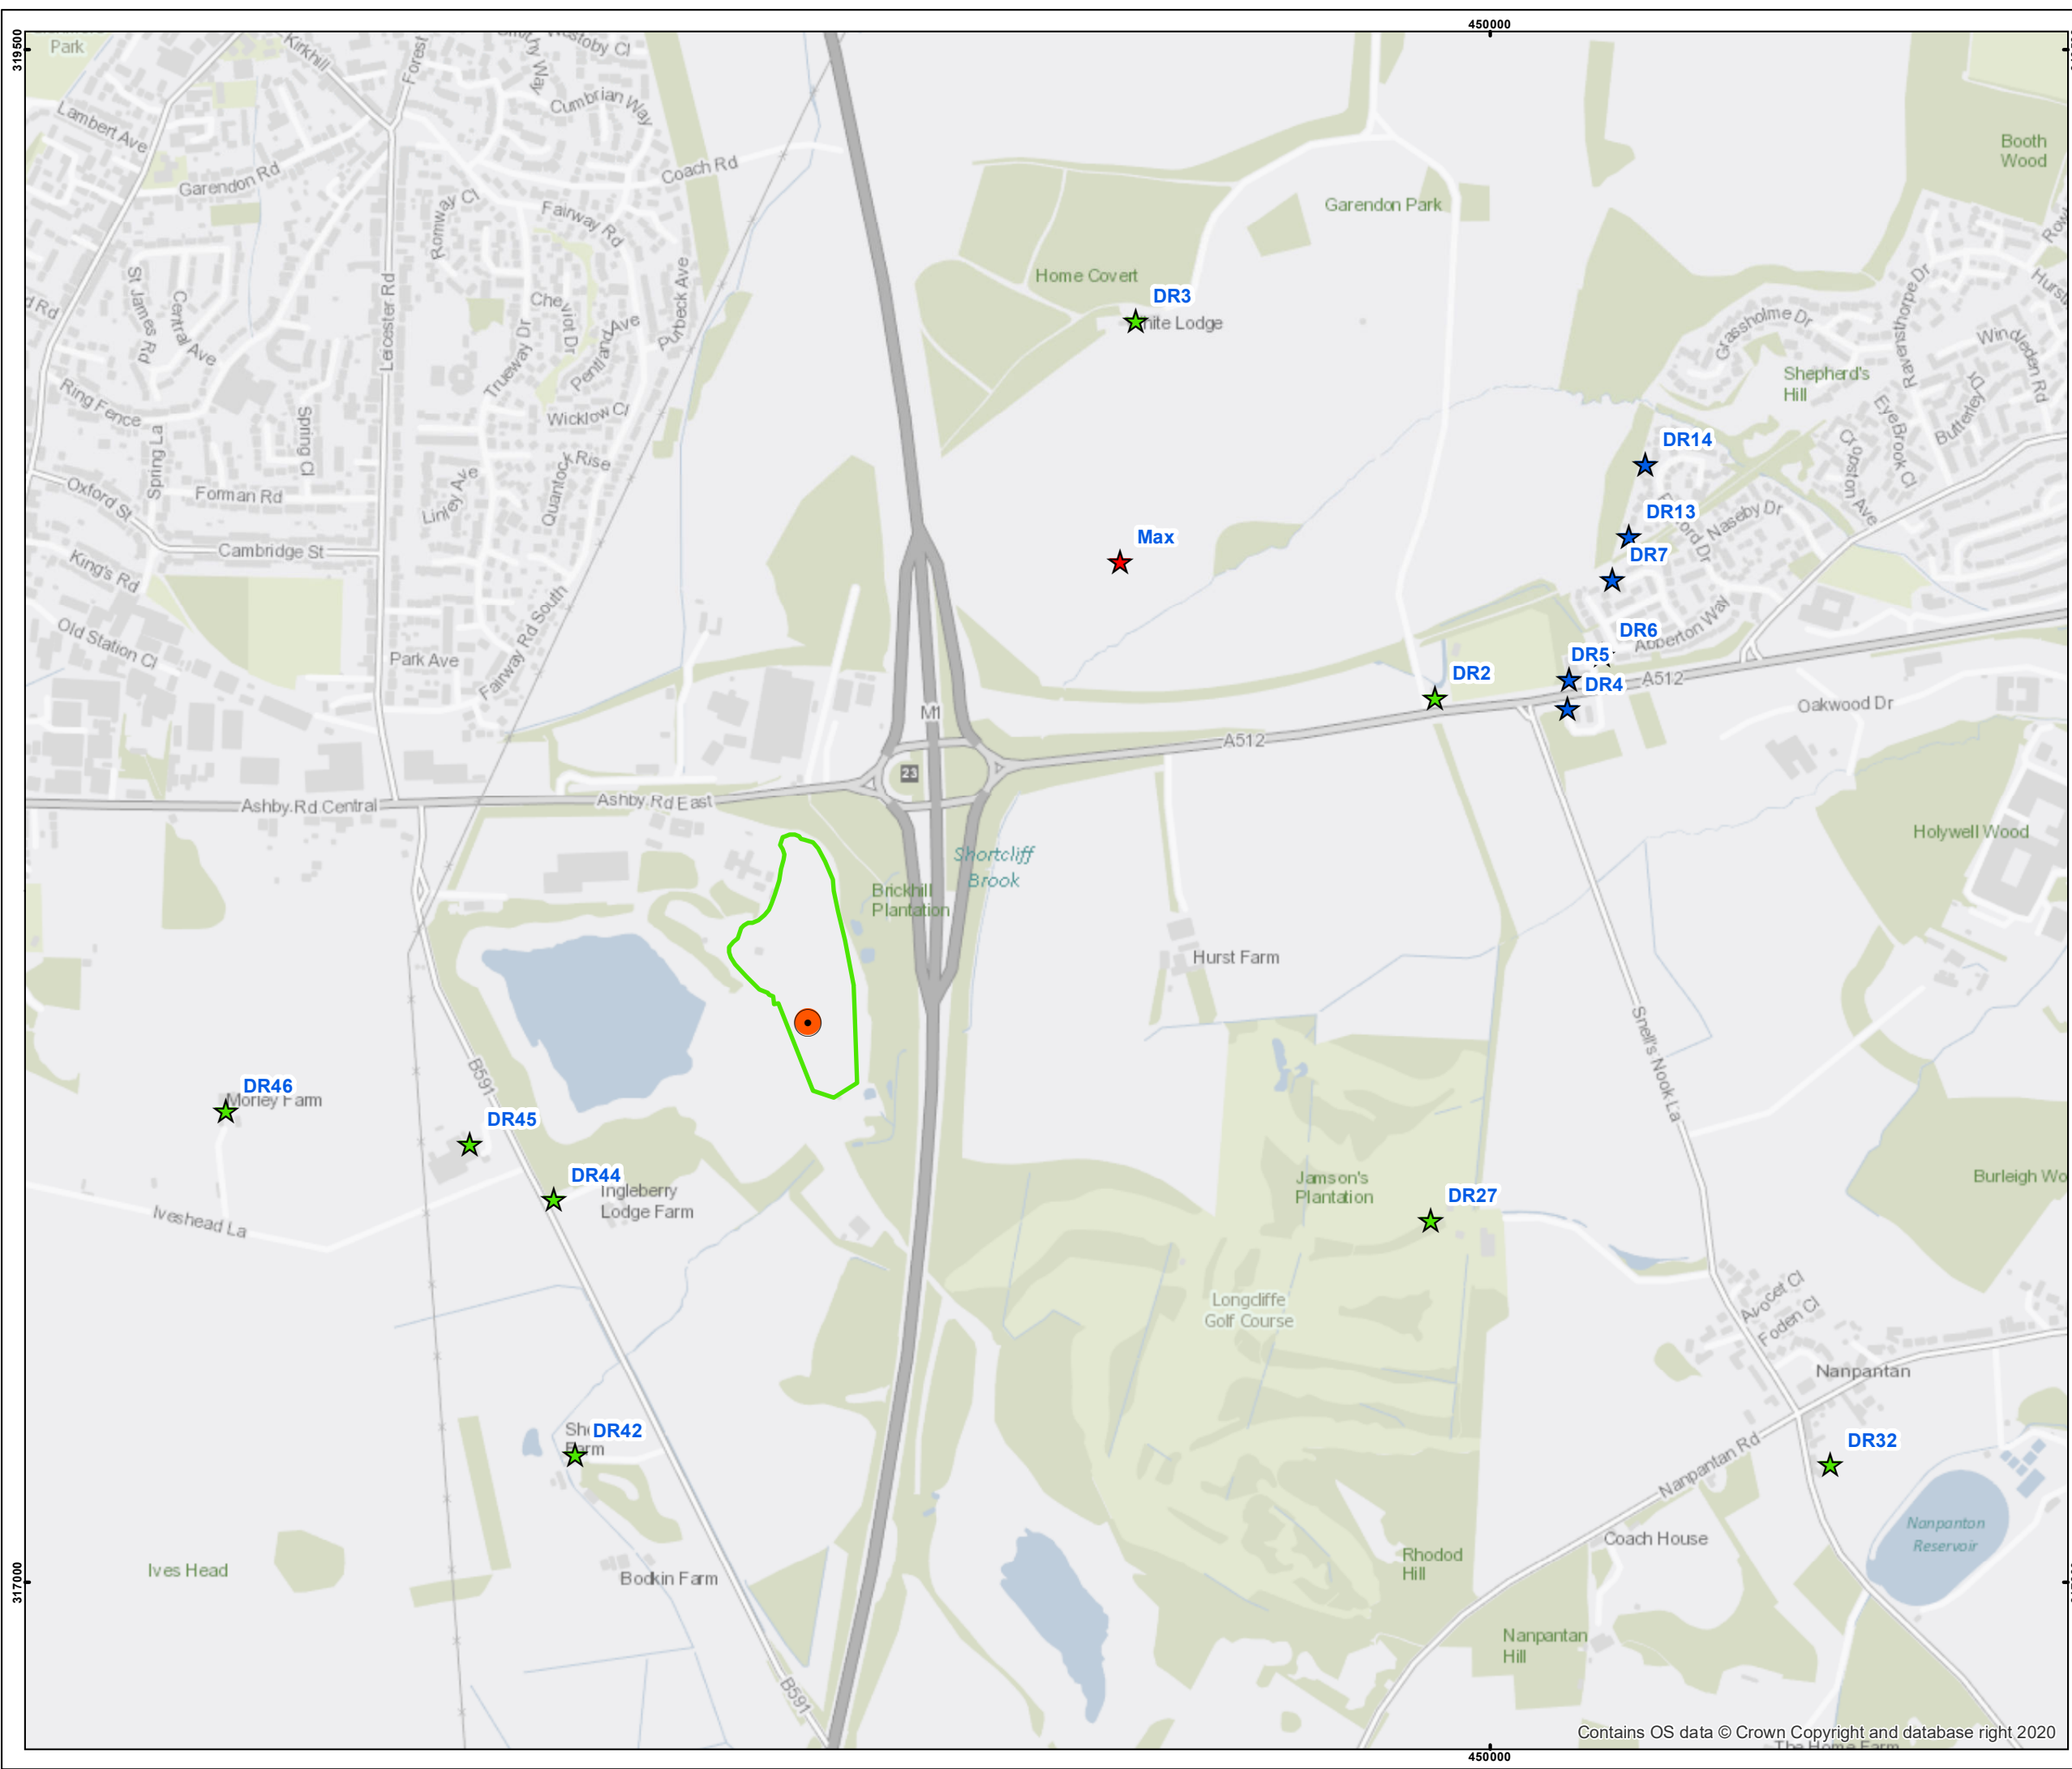 450000
319500
Park
Kirkhill
Forest
Westoby Cl
Cumbrian Way
Lambert Ave
Garendon Rd
Coach Rd
Booth
Wood
Romway Cl
Fairway Rd
Garendon Park
St James Rd
Central Ave
Leicester Rd
Purbeck Ave
Home Covert
DR3
Cheviot Dr
Pentland Ave
Trueway Dr
Grassholme Dr
Ravensthorpe Dr
Shepherd's
Hill
Ring Fence
Spring La
Spring Cl
Wicklow Cl
Butterley Dr
Eyebrook Cl
Cropston Ave
DR14
Oxford St
Forman Rd
Linley Ave
Quantock Rise
Naseby Dr
DR13
Max
DR7
Cambridge St
King's Rd
Old Station Cl
Park Ave
Fairway Rd South
Abberton Way
DR6
DR5
DR2
DR4
A512
Oakwood Dr
M1
A512
23
Ashby Rd Central
Ashby Rd East
Holywell Wood
Shortcliff
Brook
Brickhill
Plantation
Hurst Farm
Snell's Nook La
B591
DR46
Morley Farm
DR45
DR44
Ingleberry
Lodge Farm
Jamson's
Plantation
DR27
Burleigh Wo
Iveshead La
Longcliffe
Golf Course
Avocet Cl
Foden Cl
Nanpantan
DR42
Farm
DR32
Nanpantan Rd
Nanpanton
Reservoir
Coach House
Rhodod
Hill
Ives Head
Bodkin Farm
317000
Nanpantan
Hill
B591
Contains OS data © Crown Copyright and database right 2020
The Home Farm
450000